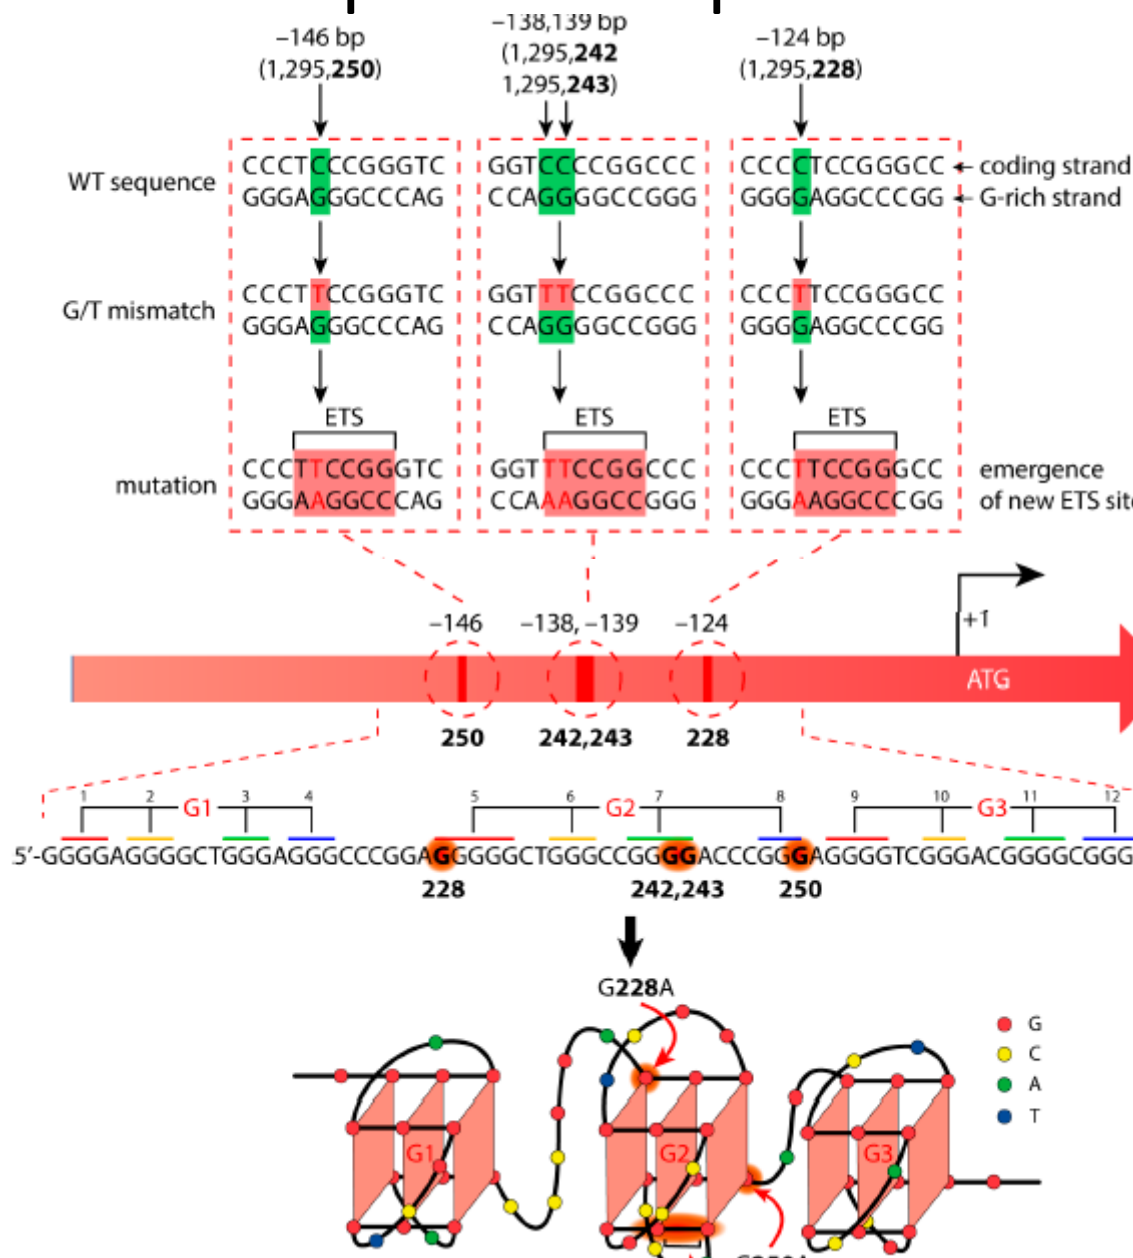 –146 bp
(1,295,250)
–138,139 bp
(1,295,242
1,295,243)
–124 bp
(1,295,228)
WT sequence
CCCTCCCGGGTC
GGGAGGGCCCAG
GGTCCCCGGCCC
CCAGGGGCCGGG
CCCCTCCGGGCC
GGGGAGGCCCGG
coding strand
G-rich strand
G/T mismatch
CCCTTCCGGGTC
GGGAGGGCCCAG
GGTTTCCGGCCC
CCAGGGGCCGGG
CCCTTCCGGGCC
GGGGAGGCCCGG
ETS
ETS
ETS
mutation
CCCTTCCGGGTC
GGGAAGGCCCAG
GGTTTCCGGCCC
CCAAAGGCCGGG
CCCTTCCGGGCC
GGGAAGGCCCGG
emergence
of new ETS site
–146
–138, –139
–124
+1
ATG
250
242,243
228
1 2 G1 3 4 5 6 G2 7 8 9 10 G3 11 12
5′-GGGGAGGGGCTGGGAGGGCCCGGAGGGGGCTGGGCCGGGGACCCGGGAGGGGTCGGGACGGGGCGGG
228
242,243
250
G228A
G
C
A
T
G1
G2
G3